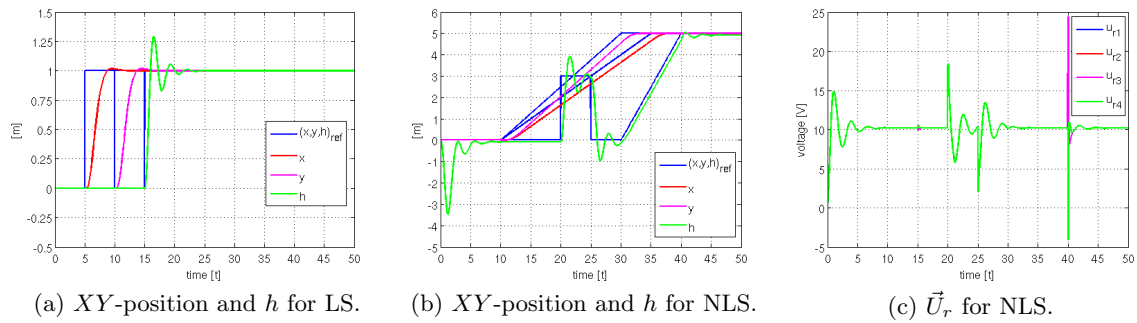 1.5
1.25
1
0.75
0.5
0.25
0
-0.25
-0.5
[m]
0 5 10 15 20 25 30 35 40 45 50
time [t]
(x,y,h)ref
x
y
h
(a) XY-position and h for LS.
6
5
4
3
2
1
0
-1
-2
-3
-4
5
[m]
0 5 10 15 20 25 30 35 40 45 50
time [t]
(x,y,h)ref
x
y
h
(b) XY-position and h for NLS.
25
20
15
10
5
0
-5
voltage [V]
0 5 10 15 20 25 30 35 40 45 50
time [t]
ur1
ur2
ur3
ur4
(c) U⃗r for NLS.